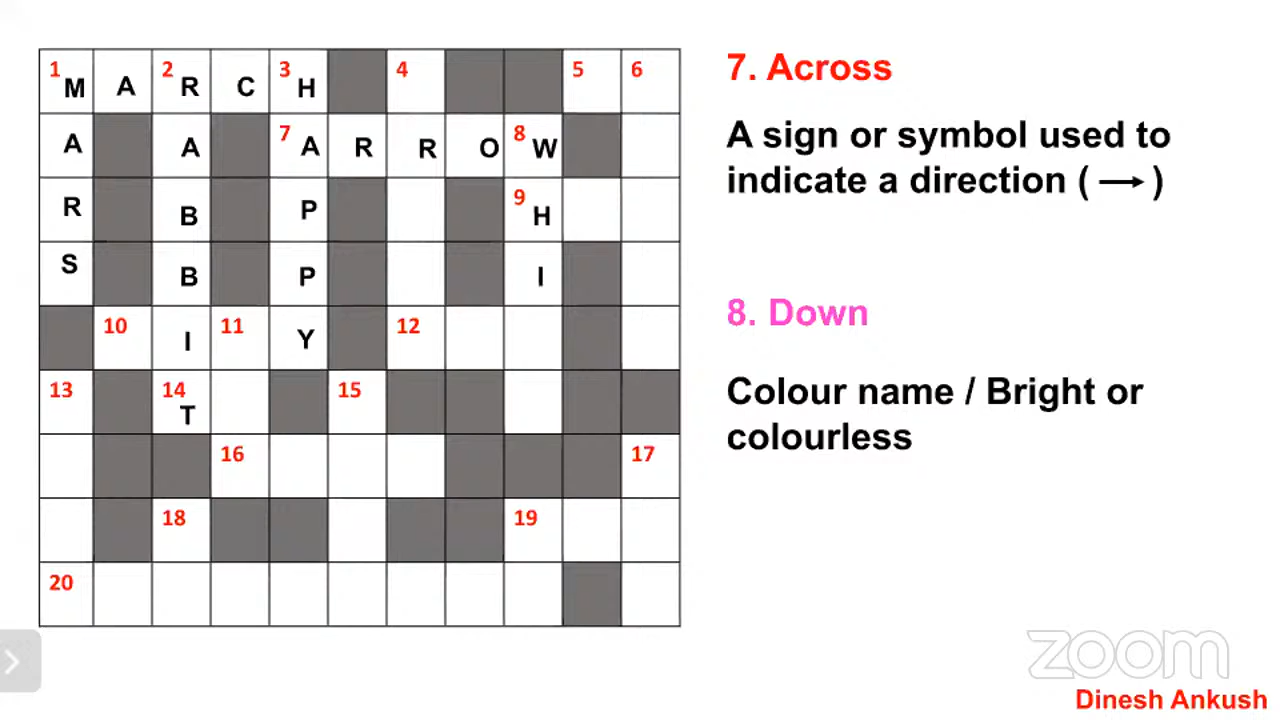 1 M A 2 R C 3 H 4 5 6
A A 7 A R R O 8 W
R B P 9 H
S B P I
10 I 11 Y 12
13 14 T 15
16 17
18 19
20
7. Across
A sign or symbol used to
indicate a direction ( → )
8. Down
Colour name / Bright or
colourless
zoom
Dinesh Ankush